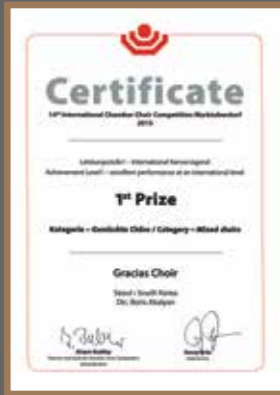 Certificate
14th International Chamber Choir Competition Marktoberdorf
2015
Leistungsstufe I – international hervorragend
Achievement Level I – excellent performance at an international level
1st Prize
Kategorie – Gemischte Chöre / Category – Mixed choirs
Gracias Choir
Seoul · South Korea
Dir. Boris Abalyan